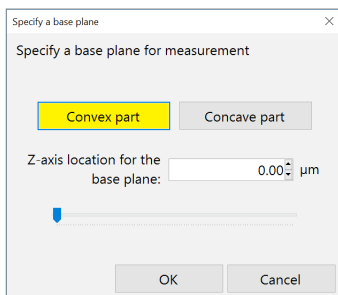 Specify a base plane
Specify a base plane for measurement
Convex part
Concave part
Z-axis location for the
base plane:
0.00
μm
OK
Cancel